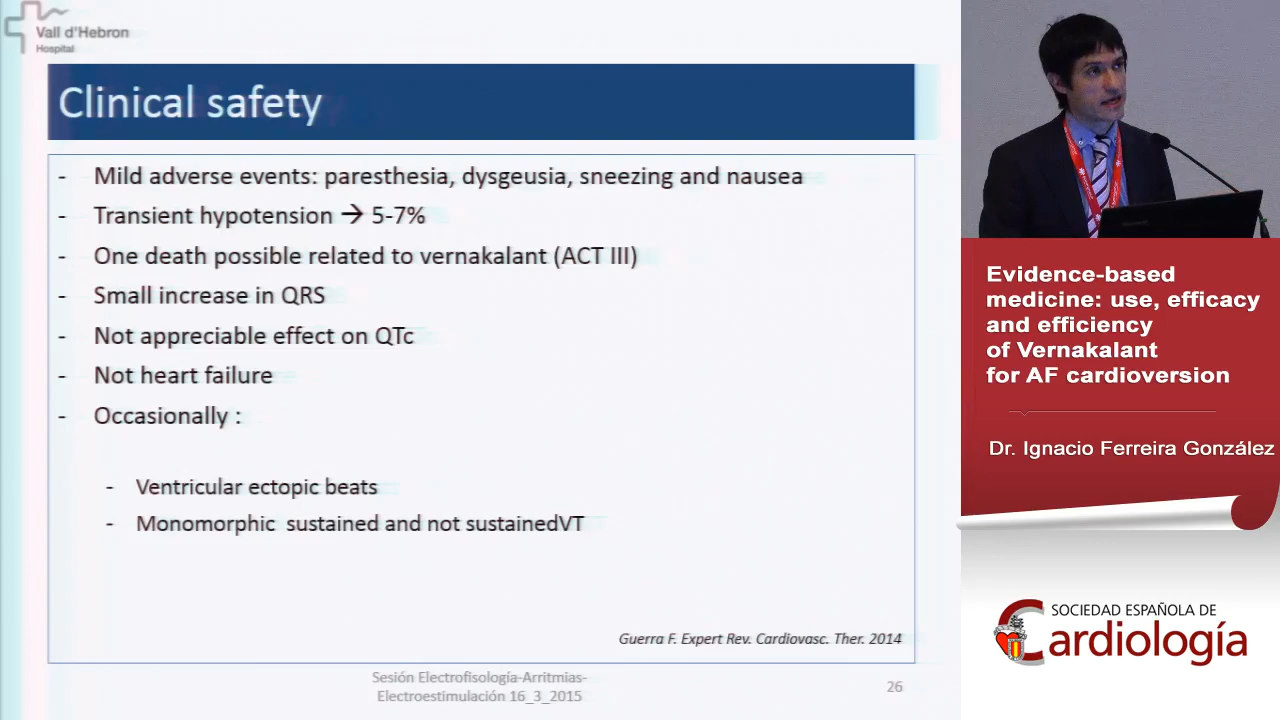 Vall d'Hebron
Hospital
Clinical safety
- Mild adverse events: paresthesia, dysgeusia, sneezing and nausea
- Transient hypotension → 5-7%
- One death possible related to vernakalant (ACT III)
- Small increase in QRS
- Not appreciable effect on QTc
- Not heart failure
- Occasionally :
- Ventricular ectopic beats
- Monomorphic sustained and not sustainedVT
Guerra F. Expert Rev. Cardiovasc. Ther. 2014
Sesión Electrofisología-Arritmias-
Electroestimulación 16_3_2015
26
Evidence-based
medicine: use, efficacy
and efficiency
of Vernakalant
for AF cardioversion
Dr. Ignacio Ferreira González
SOCIEDAD ESPAÑOLA DE
Cardiología